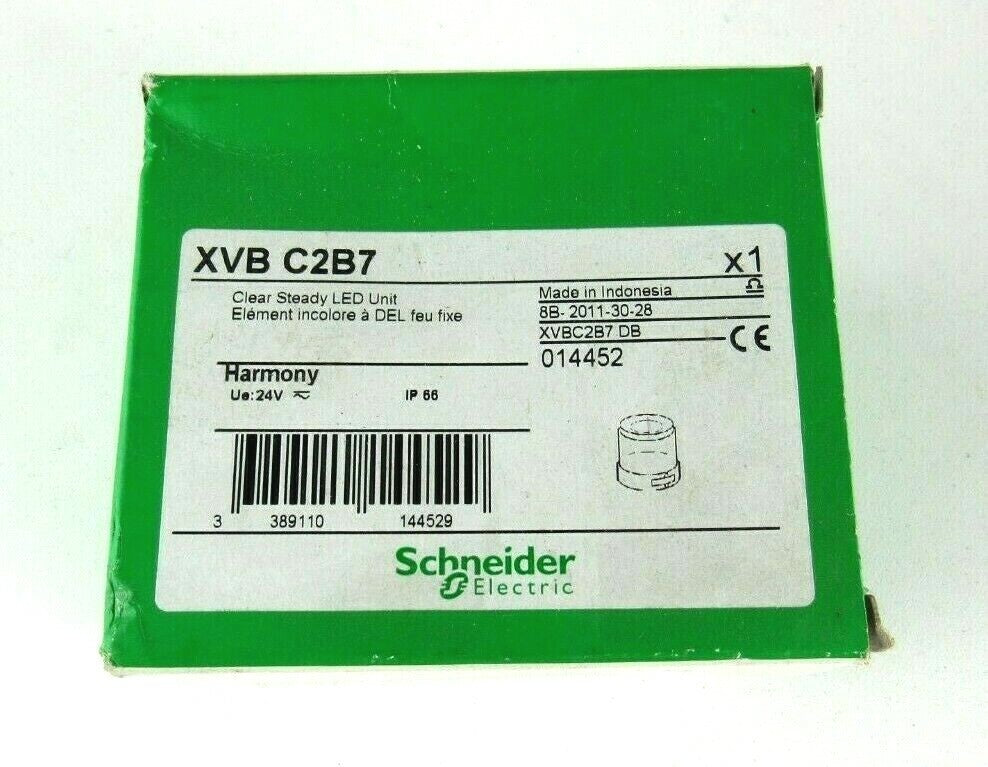 XVB C2B7 x1
Clear Steady LED Unit
Elément incolore à DEL feu fixe
Made in Indonesia
8B- 2011-30-28
XVBC2B7 DB
014452
CE
Harmony
Ue:24V IP 66
3 389110 144529
Schneider
Electric